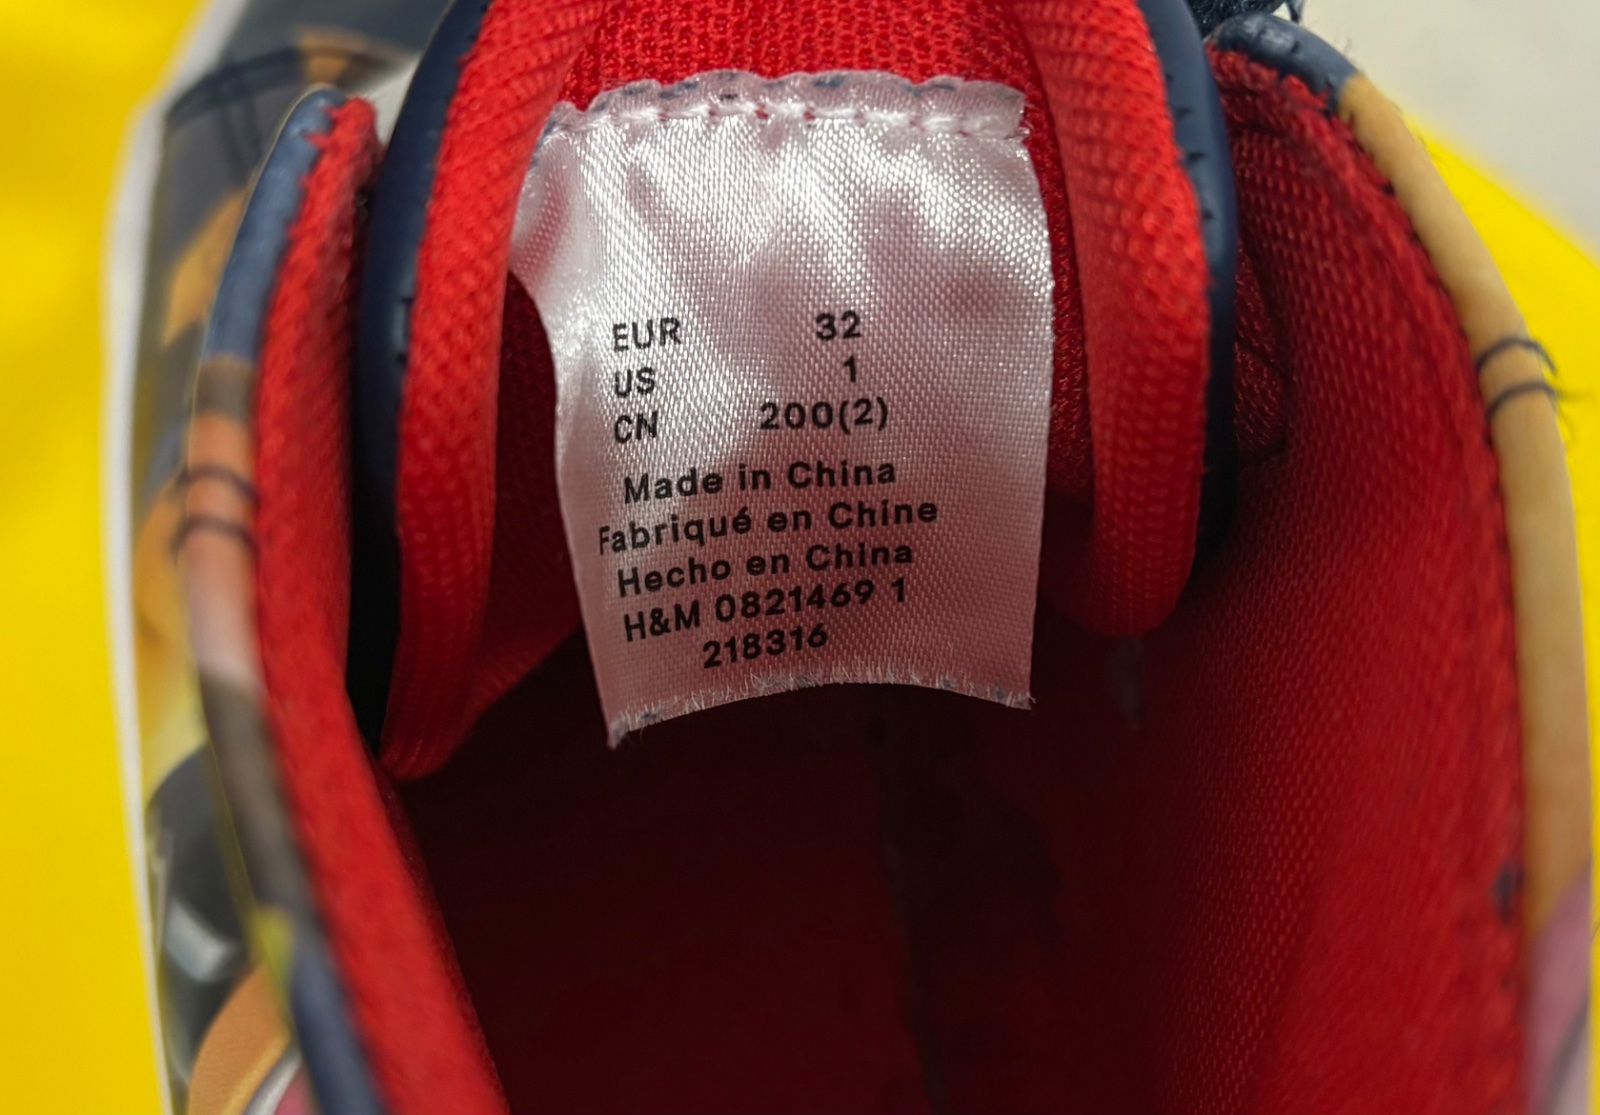 EUR 32
US 1
CN 200(2)
Made in China
Fabriqué en Chine
Hecho en China
H&M 0821469 1
218316